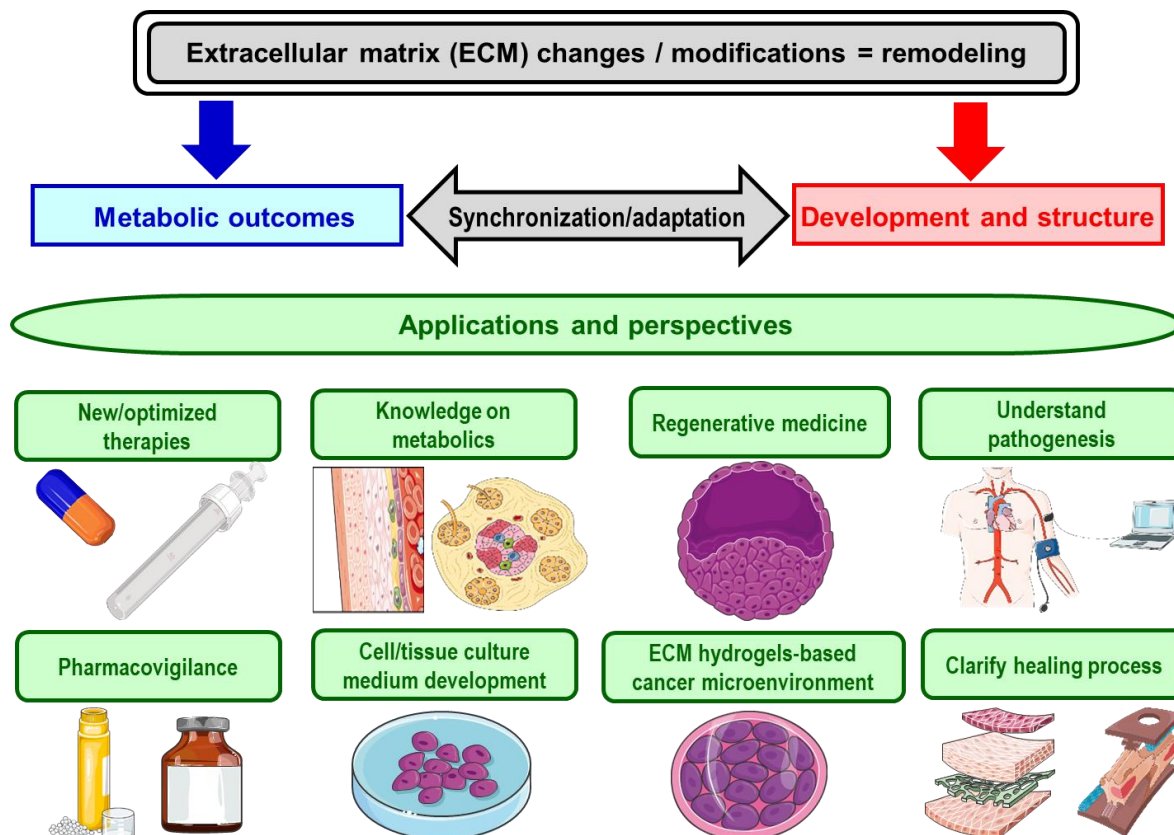 Extracellular matrix (ECM) changes / modifications = remodeling
Metabolic outcomes
Synchronization/adaptation
Development and structure
Applications and perspectives
New/optimized
therapies
Knowledge on
metabolics
Regenerative medicine
Understand
pathogenesis
Pharmacovigilance
Cell/tissue culture
medium development
ECM hydrogels-based
cancer microenvironment
Clarify healing process